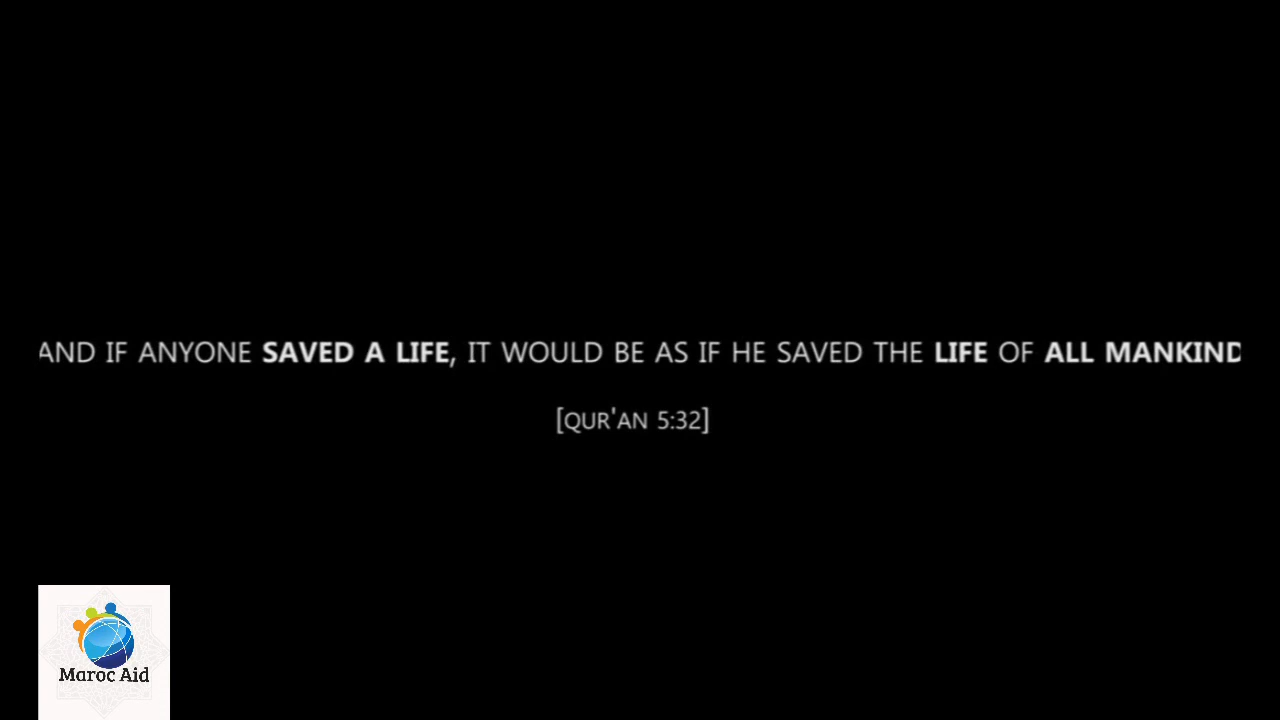 AND IF ANYONE SAVED A LIFE, IT WOULD BE AS IF HE SAVED THE LIFE OF ALL MANKIND
[QUR'AN 5:32]
Maroc Aid